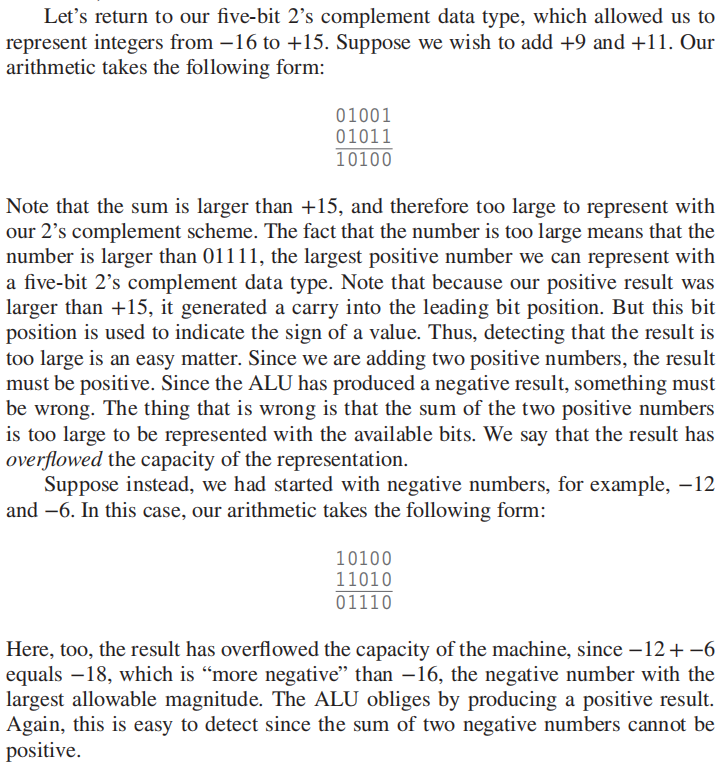 Let's return to our five-bit 2's complement data type, which allowed us to
represent integers from −16 to +15. Suppose we wish to add +9 and +11. Our
arithmetic takes the following form:
01001
01011
10100
Note that the sum is larger than +15, and therefore too large to represent with
our 2's complement scheme. The fact that the number is too large means that the
number is larger than 01111, the largest positive number we can represent with
a five-bit 2's complement data type. Note that because our positive result was
larger than +15, it generated a carry into the leading bit position. But this bit
position is used to indicate the sign of a value. Thus, detecting that the result is
too large is an easy matter. Since we are adding two positive numbers, the result
must be positive. Since the ALU has produced a negative result, something must
be wrong. The thing that is wrong is that the sum of the two positive numbers
is too large to be represented with the available bits. We say that the result has
overflowed the capacity of the representation.
Suppose instead, we had started with negative numbers, for example, −12
and −6. In this case, our arithmetic takes the following form:
10100
11010
01110
Here, too, the result has overflowed the capacity of the machine, since −12 + −6
equals −18, which is “more negative” than −16, the negative number with the
largest allowable magnitude. The ALU obliges by producing a positive result.
Again, this is easy to detect since the sum of two negative numbers cannot be
positive.